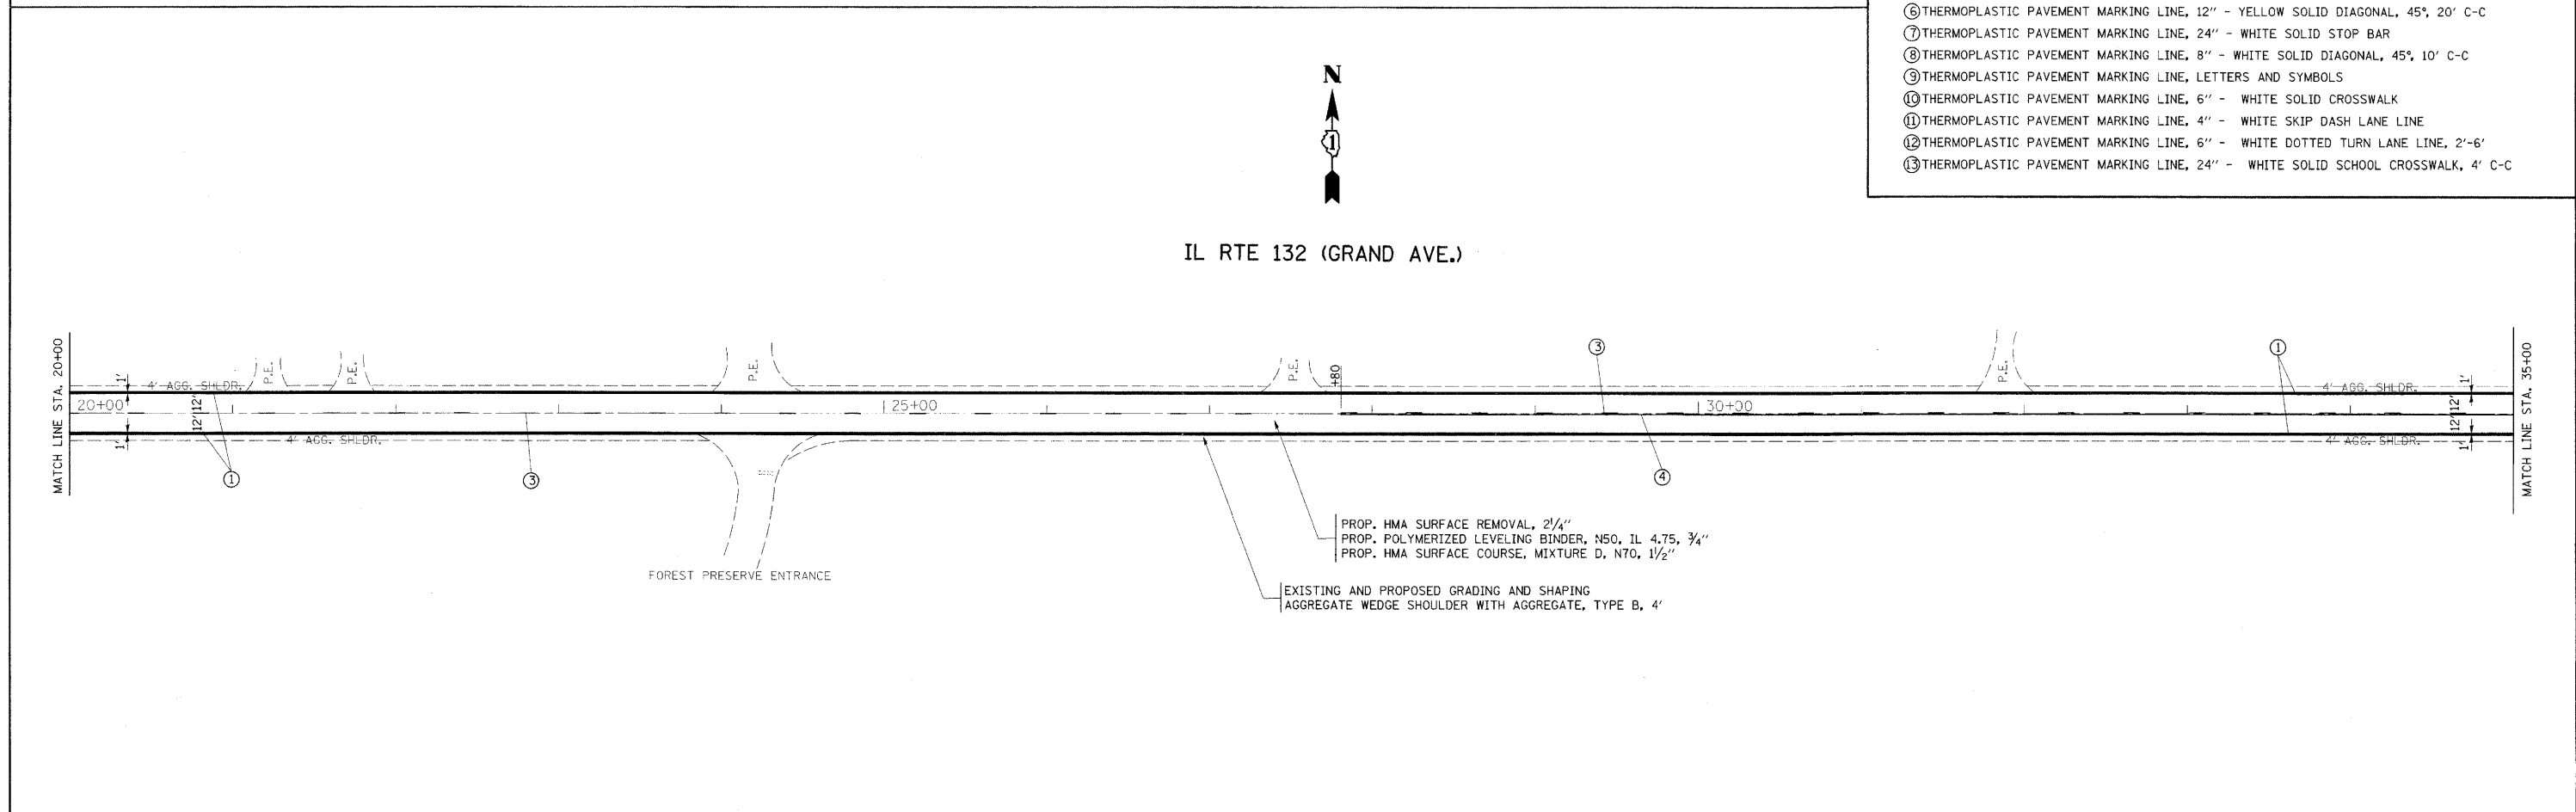 ⑥THERMOPLASTIC PAVEMENT MARKING LINE, 12" - YELLOW SOLID DIAGONAL, 45°, 20' C-C
⑦THERMOPLASTIC PAVEMENT MARKING LINE, 24" - WHITE SOLID STOP BAR
⑧THERMOPLASTIC PAVEMENT MARKING LINE, 8" - WHITE SOLID DIAGONAL, 45°, 10' C-C
⑨THERMOPLASTIC PAVEMENT MARKING LINE, LETTERS AND SYMBOLS
⑩THERMOPLASTIC PAVEMENT MARKING LINE, 6" - WHITE SOLID CROSSWALK
⑪THERMOPLASTIC PAVEMENT MARKING LINE, 4" - WHITE SKIP DASH LANE LINE
⑫THERMOPLASTIC PAVEMENT MARKING LINE, 6" - WHITE DOTTED TURN LANE LINE, 2'-6'
⑬THERMOPLASTIC PAVEMENT MARKING LINE, 24" - WHITE SOLID SCHOOL CROSSWALK, 4' C-C
N
1
IL RTE 132 (GRAND AVE.)
MATCH LINE STA. 20+00
1'
4' AGG. SHLDR.
P.E.
P.E.
P.E.
P.E.
+80
③
P.E.
①
4' AGG. SHLDR.
1'
MATCH LINE STA. 35+00
20+00
12'
12'
25+00
30+00
12'
12'
1'
4' AGG. SHLDR.
4' AGG. SHLDR.
1'
①
③
④
PROP. HMA SURFACE REMOVAL, 2¼"
PROP. POLYMERIZED LEVELING BINDER, N50, IL 4.75, ¾"
PROP. HMA SURFACE COURSE, MIXTURE D, N70, 1½"
FOREST PRESERVE ENTRANCE
EXISTING AND PROPOSED GRADING AND SHAPING
AGGREGATE WEDGE SHOULDER WITH AGGREGATE, TYPE B, 4'